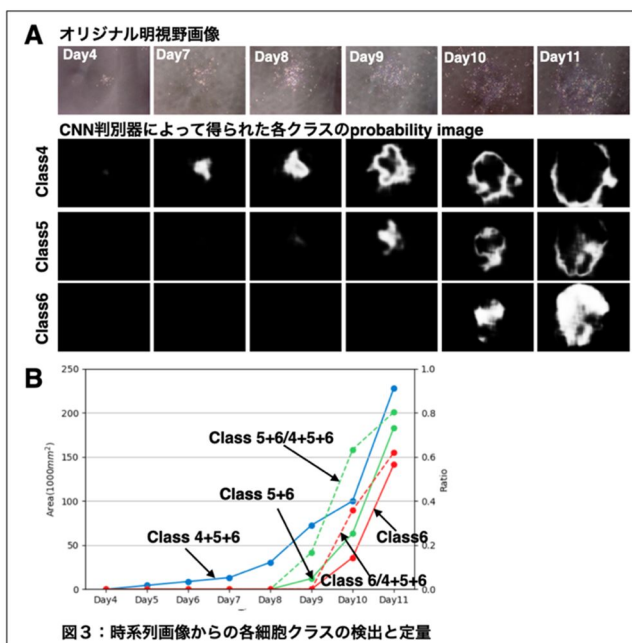 A オリジナル明視野画像
Day4 Day7 Day8 Day9 Day10 Day11
CNN判別器によって得られた各クラスのprobability image
Class4
Class5
Class6
B
250 1.0
200 0.8
150 0.6
100 0.4
50 0.2
0 0.0
Area(1000mm²)
Ratio
Class 5+6/4+5+6
Class 5+6
Class 4+5+6
Class6
Class 6/4+5+6
Day4 Day5 Day6 Day7 Day8 Day9 Day10 Day11
図3：時系列画像からの各細胞クラスの検出と定量